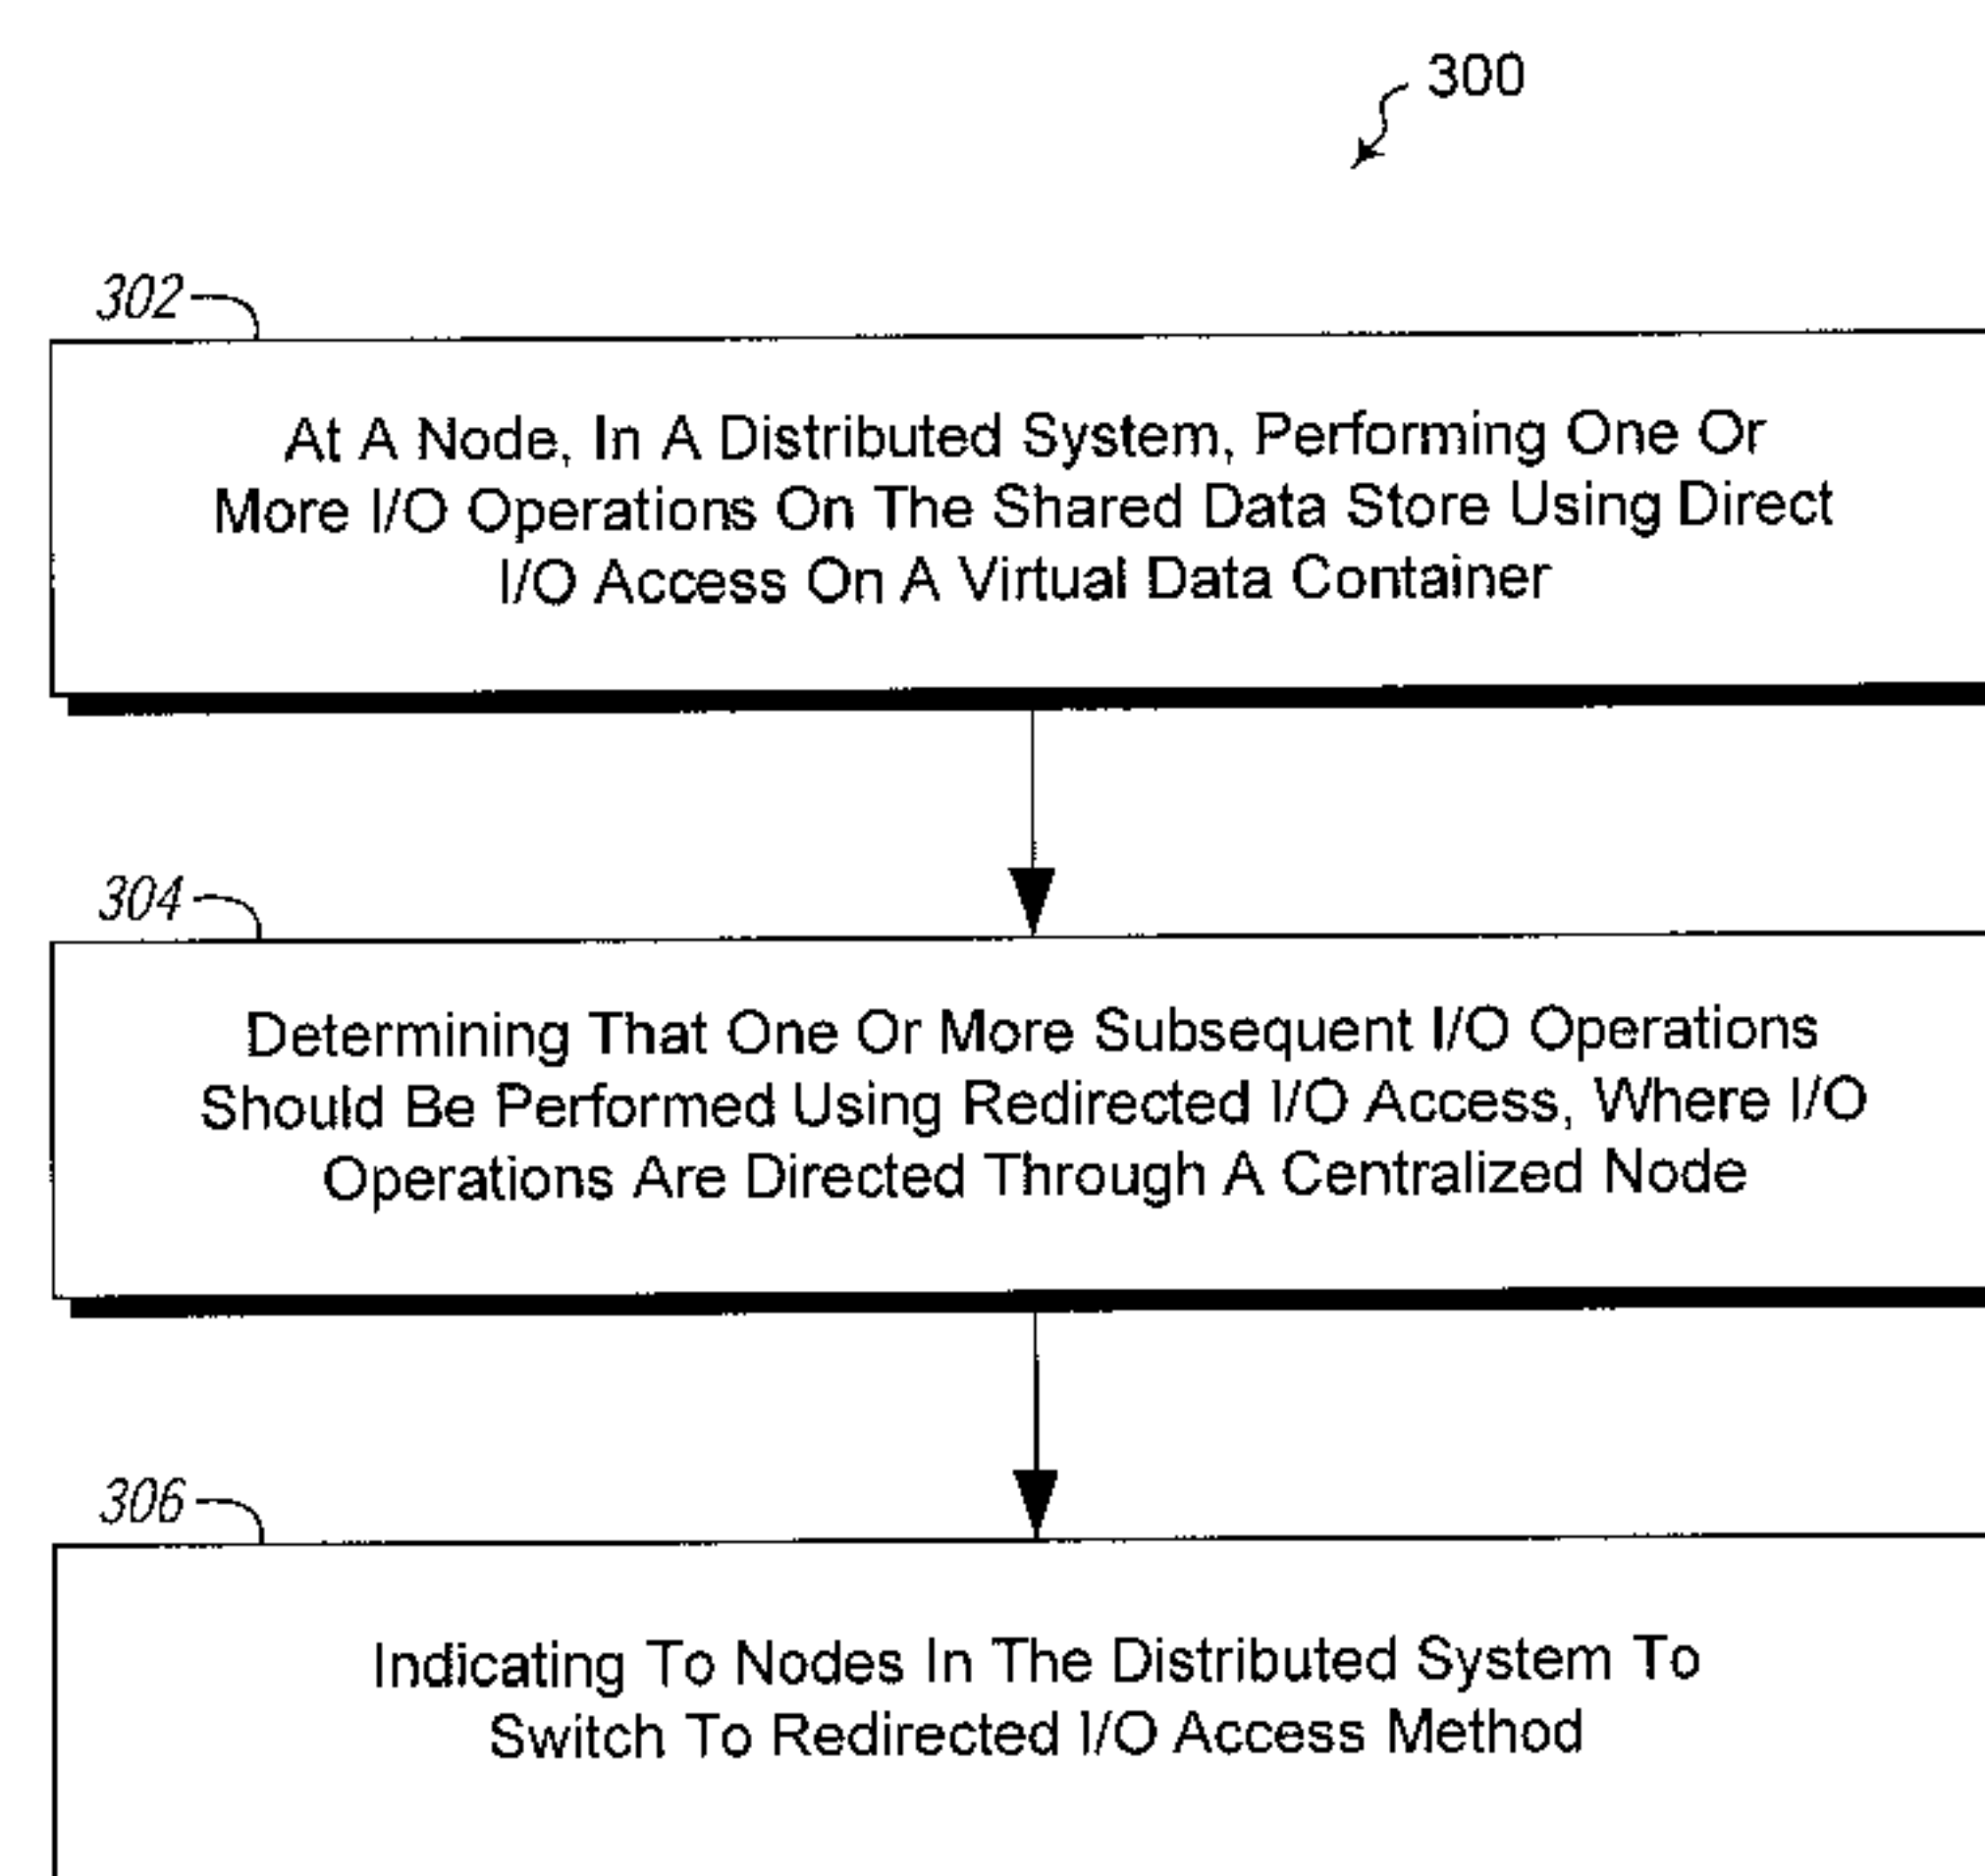 300
302
At A Node, In A Distributed System, Performing One Or
More I/O Operations On The Shared Data Store Using Direct
I/O Access On A Virtual Data Container
304
Determining That One Or More Subsequent I/O Operations
Should Be Performed Using Redirected I/O Access, Where I/O
Operations Are Directed Through A Centralized Node
306
Indicating To Nodes In The Distributed System To
Switch To Redirected I/O Access Method